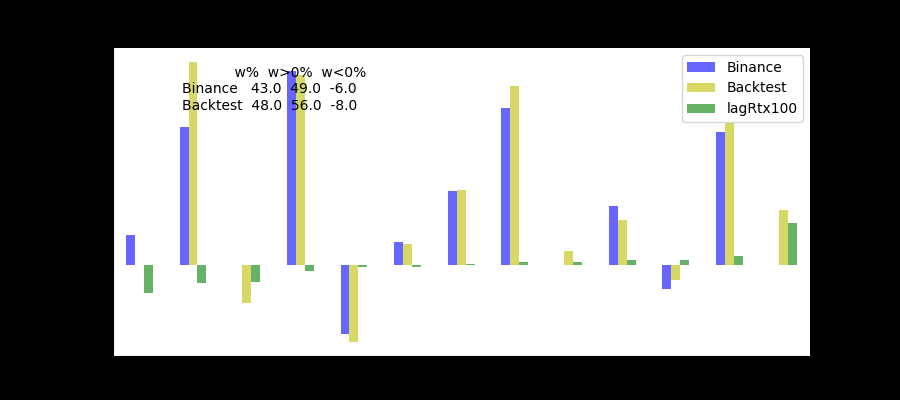 w% w>0% w<0%
Binance 43.0 49.0 -6.0
Backtest 48.0 56.0 -8.0
Binance
Backtest
lagRtx100